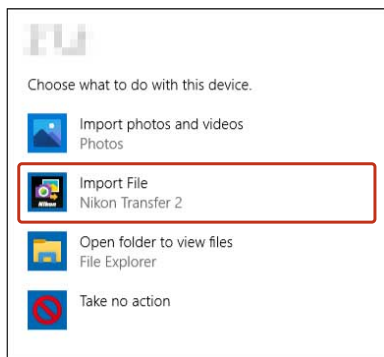 Choose what to do with this device.
Import photos and videos
Photos
Import File
Nikon Transfer 2
Open folder to view files
File Explorer
Take no action